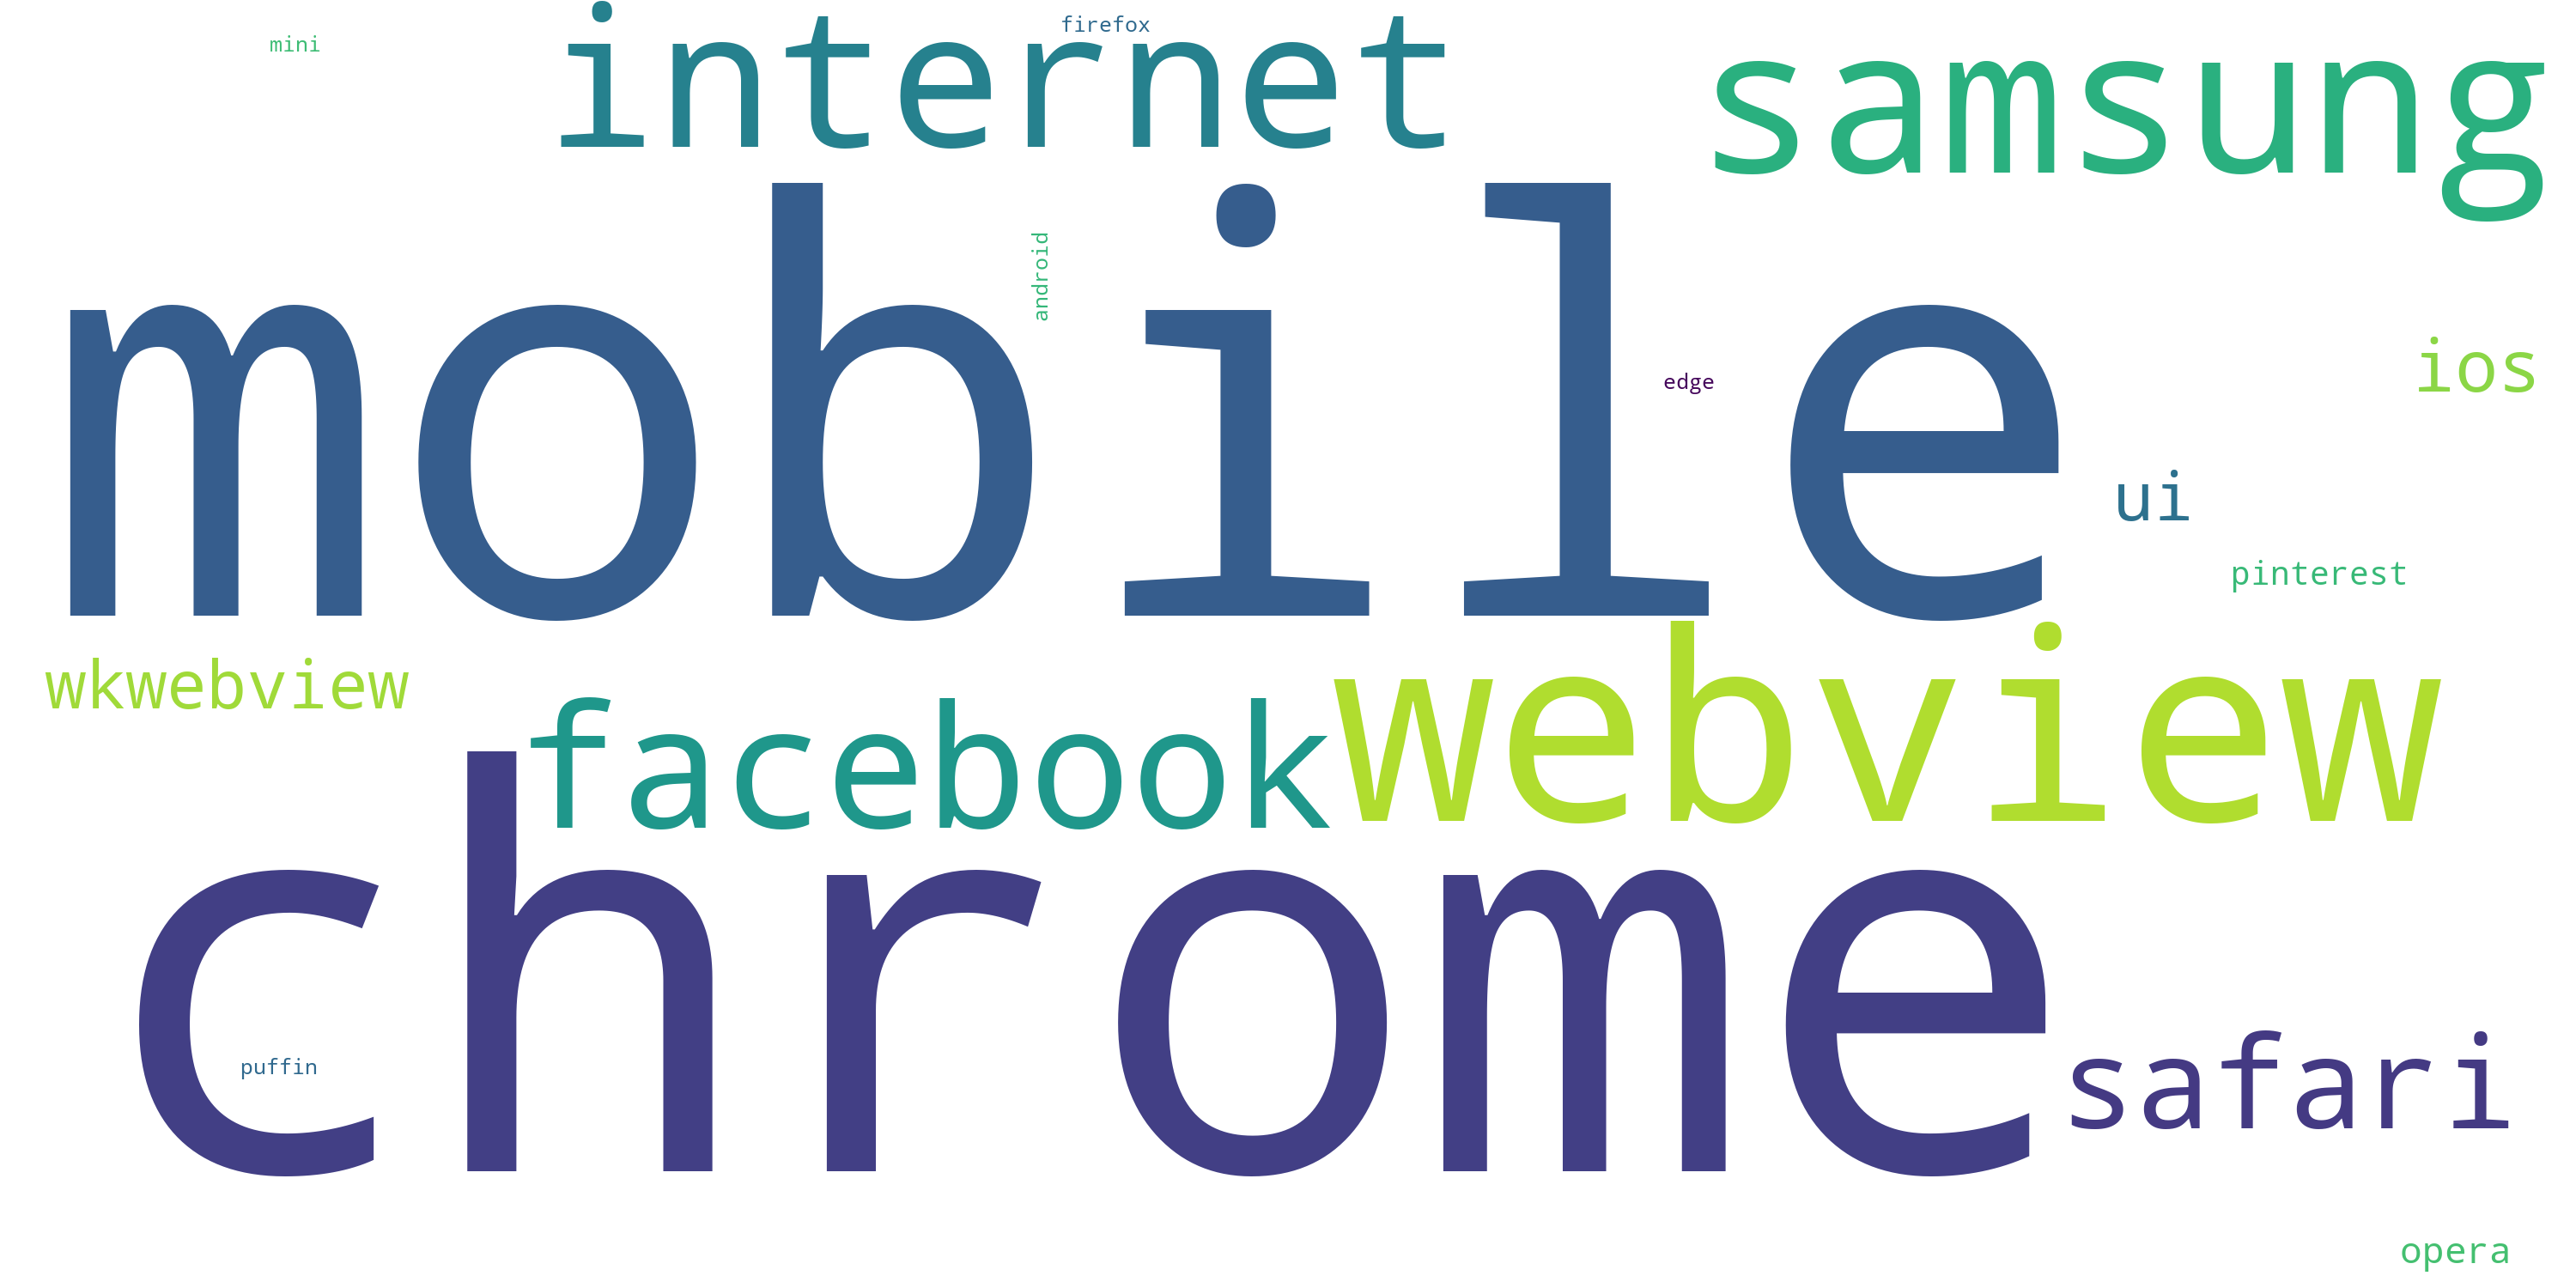 mini
firefox
internet
samsung
android
mobile
edge
ios
ui
pinterest
wkwebview
facebook
webview
chrome
puffin
safari
opera